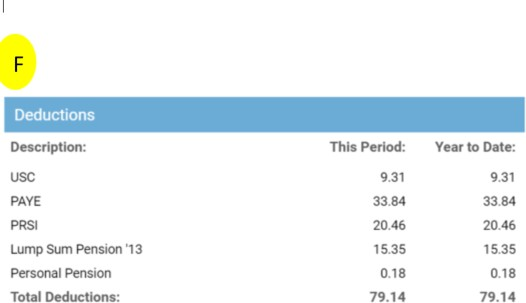 F
Deductions
Description: This Period: Year to Date:
USC 9.31 9.31
PAYE 33.84 33.84
PRSI 20.46 20.46
Lump Sum Pension '13 15.35 15.35
Personal Pension 0.18 0.18
Total Deductions: 79.14 79.14